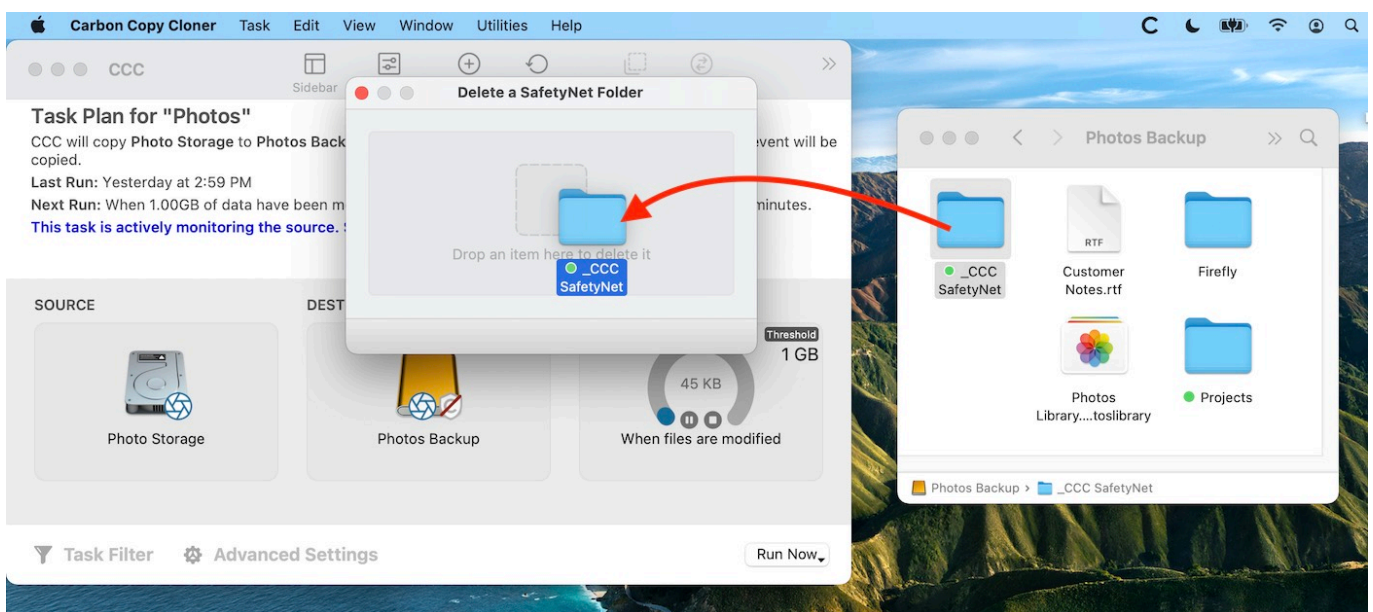 Carbon Copy Cloner Task Edit View Window Utilities Help
CCC
Sidebar
Delete a SafetyNet Folder
Drop an item here to delete it
_CCC
SafetyNet
Task Plan for "Photos"
CCC will copy Photo Storage to Photos Back event will be
copied.
Last Run: Yesterday at 2:59 PM
Next Run: When 1.00GB of data have been m minutes.
This task is actively monitoring the source.
SOURCE
DEST
Photo Storage
Photos Backup
Threshold
1 GB
45 KB
When files are modified
Task Filter
Advanced Settings
Run Now
Photos Backup
_CCC
SafetyNet
RTF
Customer
Notes.rtf
Firefly
Photos
Library....toslibrary
Projects
Photos Backup › _CCC SafetyNet